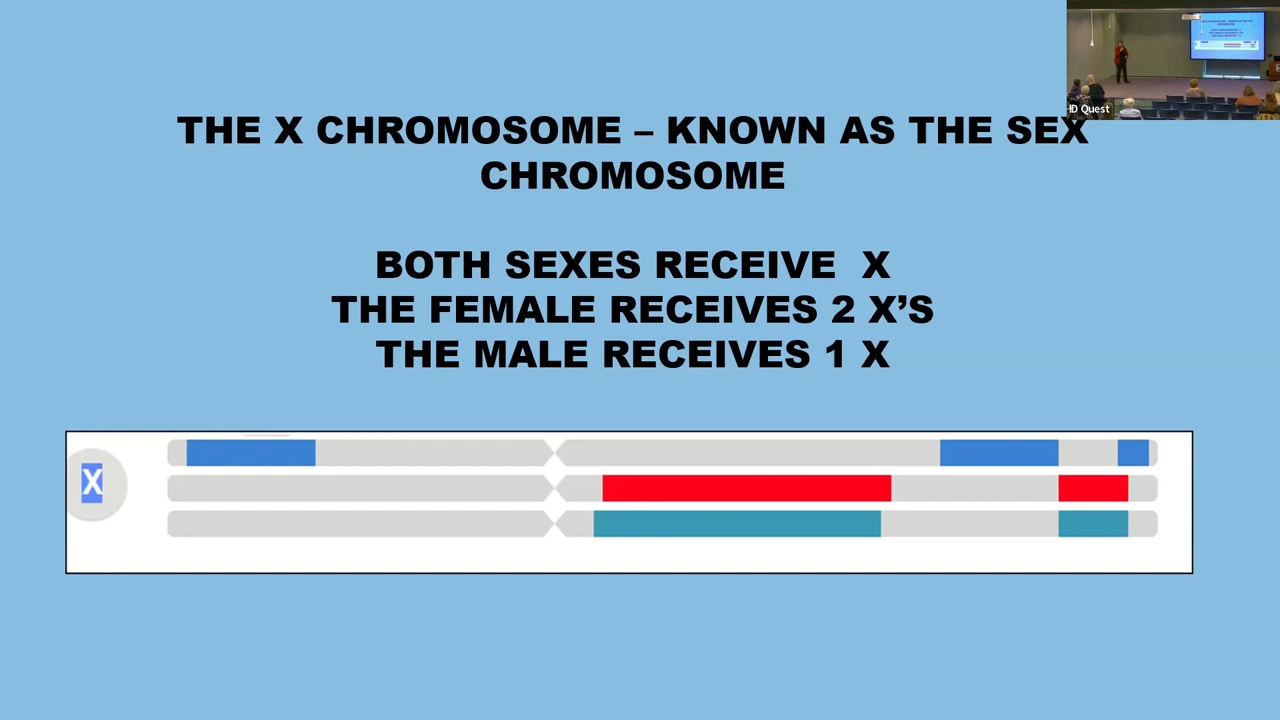 THE X CHROMOSOME – KNOWN AS THE SEX
CHROMOSOME
BOTH SEXES RECEIVE  X
THE FEMALE RECEIVES 2 X’S
THE MALE RECEIVES 1 X
X
ID Quest